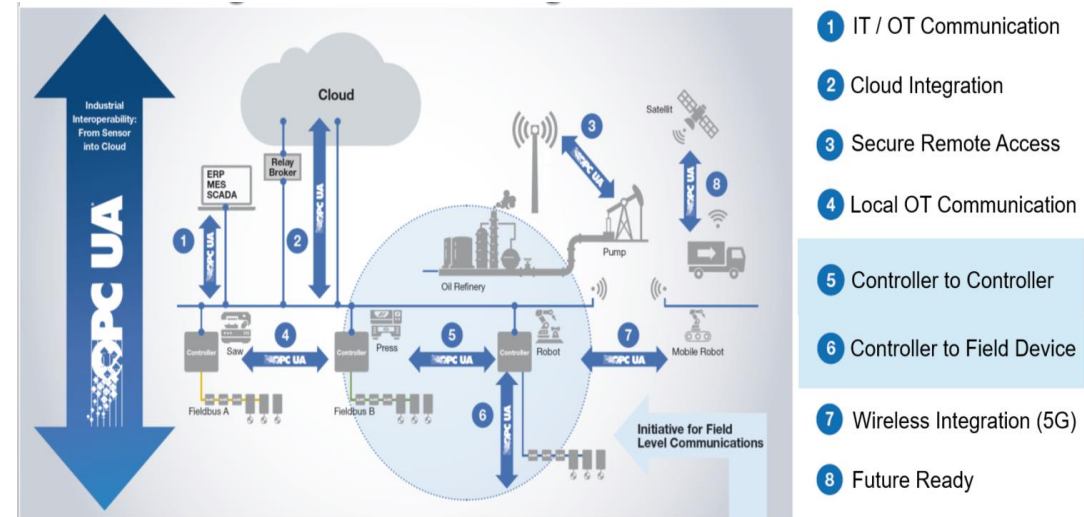 Industrial
Interoperability:
From Sensor
into Cloud
OPC UA
Cloud
Relay
Broker
ERP
MES
SCADA
1
OPC UA
2
OPC UA
3
OPC UA
Satellit
8
OPC UA
Pump
Oil Refinery
Controller
Saw
4
OPC UA
Controller
Press
5
OPC UA
Controller
Robot
7
OPC UA
Mobile Robot
Fieldbus A
Fieldbus B
6
OPC UA
Initiative for Field
Level Communications
1 IT / OT Communication
2 Cloud Integration
3 Secure Remote Access
4 Local OT Communication
5 Controller to Controller
6 Controller to Field Device
7 Wireless Integration (5G)
8 Future Ready